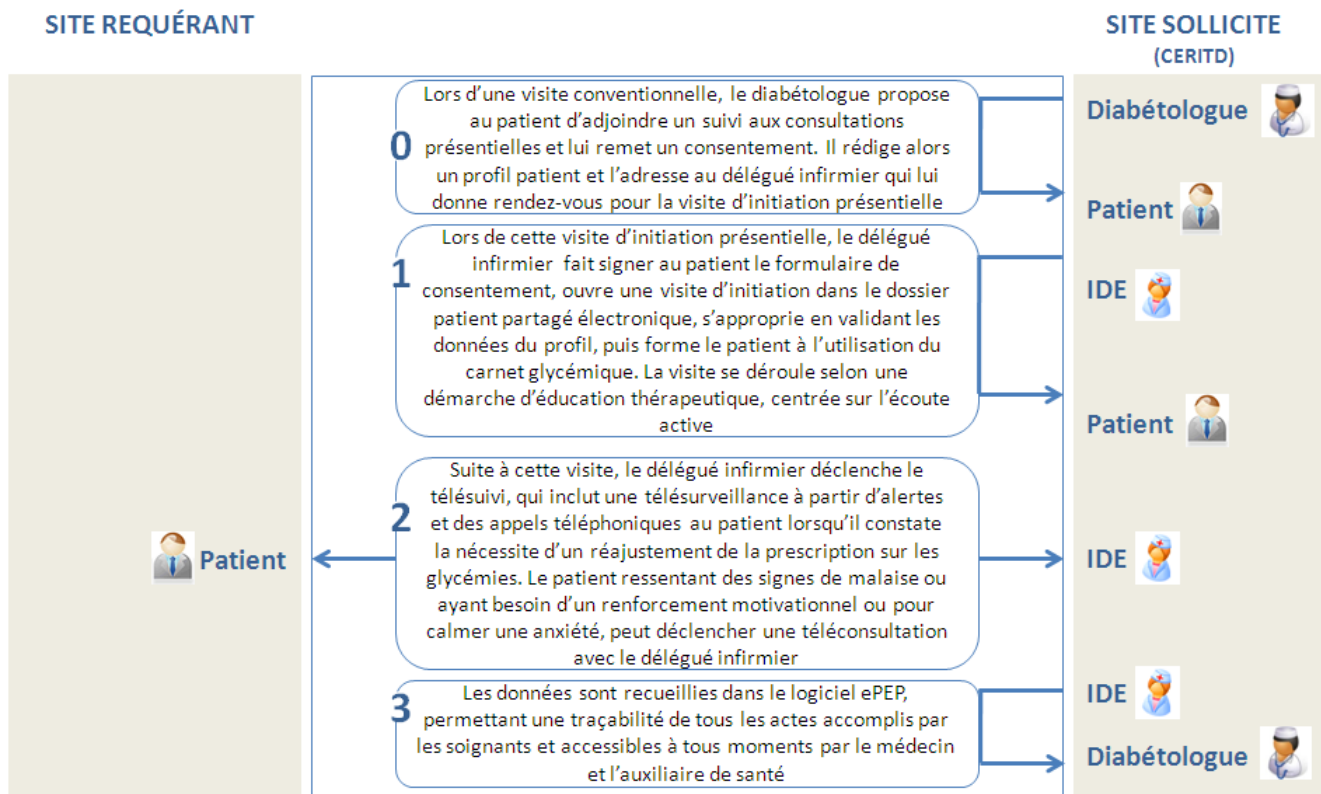 SITE REQUÉRANT
SITE SOLLICITE
(CERITD)
0
Lors d'une visite conventionnelle, le diabétologue propose
au patient d'adjoindre un suivi aux consultations
présentielles et lui remet un consentement. Il rédige alors
un profil patient et l'adresse au délégué infirmier qui lui
donne rendez-vous pour la visite d'initiation présentielle
Diabétologue
Patient
1
Lors de cette visite d'initiation présentielle, le délégué
infirmier fait signer au patient le formulaire de
consentement, ouvre une visite d'initiation dans le dossier
patient partagé électronique, s'approprie en validant les
données du profil, puis forme le patient à l'utilisation du
carnet glycémique. La visite se déroule selon une
démarche d'éducation thérapeutique, centrée sur l'écoute
active
IDE
Patient
2
Suite à cette visite, le délégué infirmier déclenche le
télésuivi, qui inclut une télésurveillance à partir d'alertes
et des appels téléphoniques au patient lorsqu'il constate
la nécessite d'un réajustement de la prescription sur les
glycémies. Le patient ressentant des signes de malaise ou
ayant besoin d'un renforcement motivationnel ou pour
calmer une anxiété, peut déclencher une téléconsultation
avec le délégué infirmier
Patient
IDE
3
Les données sont recueillies dans le logiciel ePEP,
permettant une traçabilité de tous les actes accomplis par
les soignants et accessibles à tous moments par le médecin
et l'auxiliaire de santé
IDE
Diabétologue